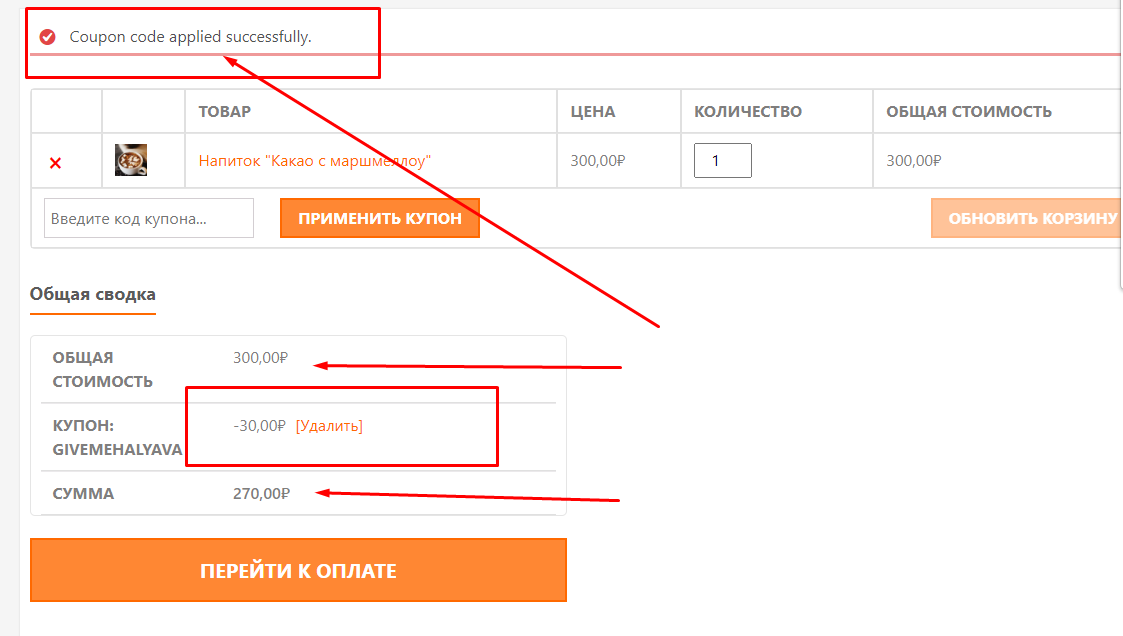 Coupon code applied successfully.
ТОВАР ЦЕНА КОЛИЧЕСТВО ОБЩАЯ СТОИМОСТЬ
Напиток "Какао с маршмеллоу" 300,00₽ 1 300,00₽
Введите код купона... ПРИМЕНИТЬ КУПОН ОБНОВИТЬ КОРЗИНУ
Общая сводка
ОБЩАЯ 300,00₽
СТОИМОСТЬ
КУПОН: -30,00₽ [Удалить]
GIVEMEHALYAVA
СУММА 270,00₽
ПЕРЕЙТИ К ОПЛАТЕ